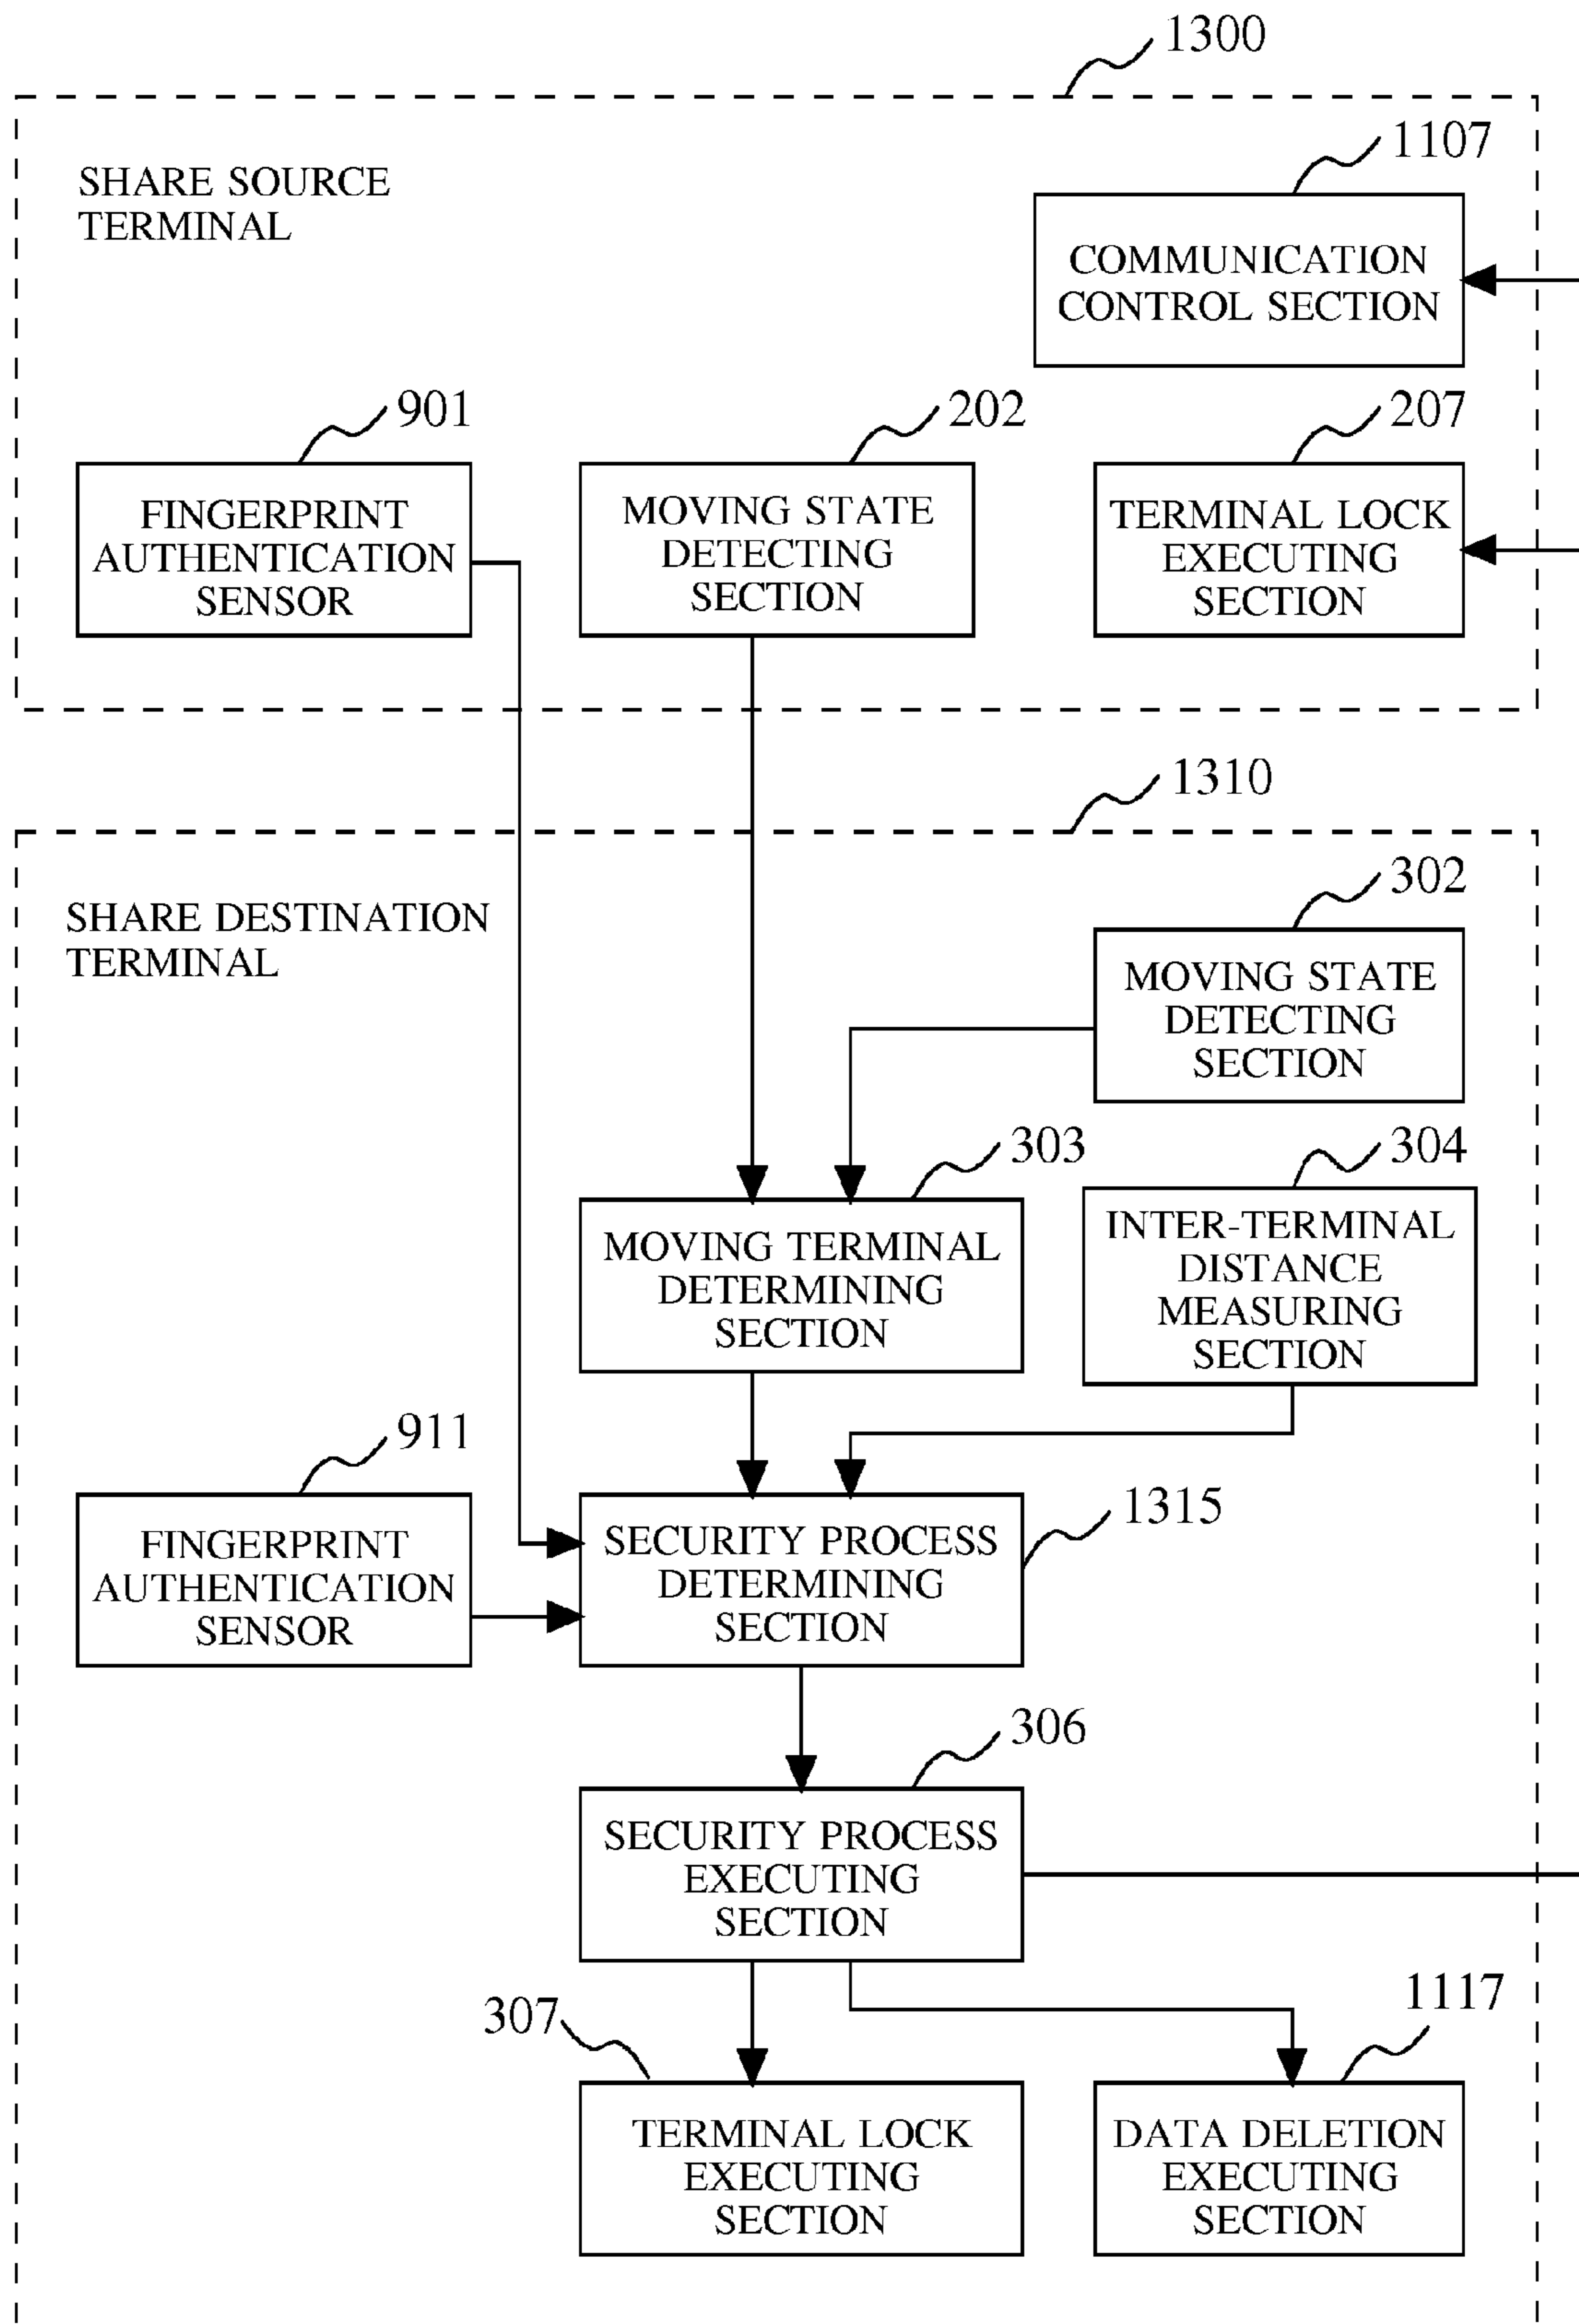 1300
1107
SHARE SOURCE
TERMINAL
COMMUNICATION
CONTROL SECTION
901
202
207
FINGERPRINT
AUTHENTICATION
SENSOR
MOVING STATE
DETECTING
SECTION
TERMINAL LOCK
EXECUTING
SECTION
1310
302
SHARE DESTINATION
TERMINAL
MOVING STATE
DETECTING
SECTION
303
304
MOVING TERMINAL
DETERMINING
SECTION
INTER-TERMINAL
DISTANCE
MEASURING
SECTION
911
1315
FINGERPRINT
AUTHENTICATION
SENSOR
SECURITY PROCESS
DETERMINING
SECTION
306
SECURITY PROCESS
EXECUTING
SECTION
307
1117
TERMINAL LOCK
EXECUTING
SECTION
DATA DELETION
EXECUTING
SECTION